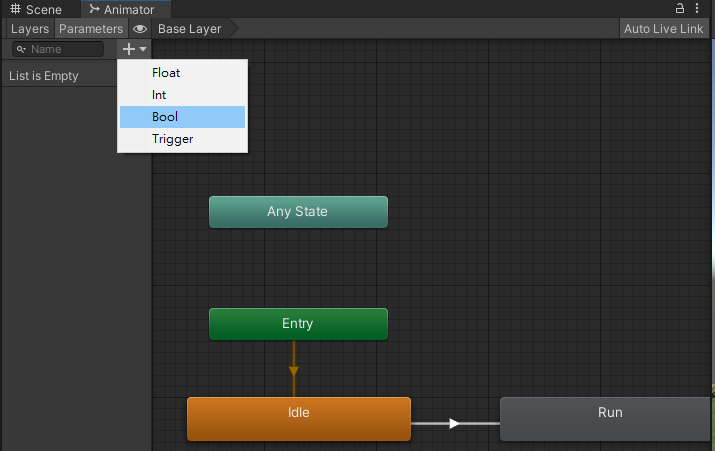 Scene Animator
Layers Parameters Base Layer Auto Live Link
Name
List is Empty
Float
Int
Bool
Trigger
Any State
Entry
Idle Run